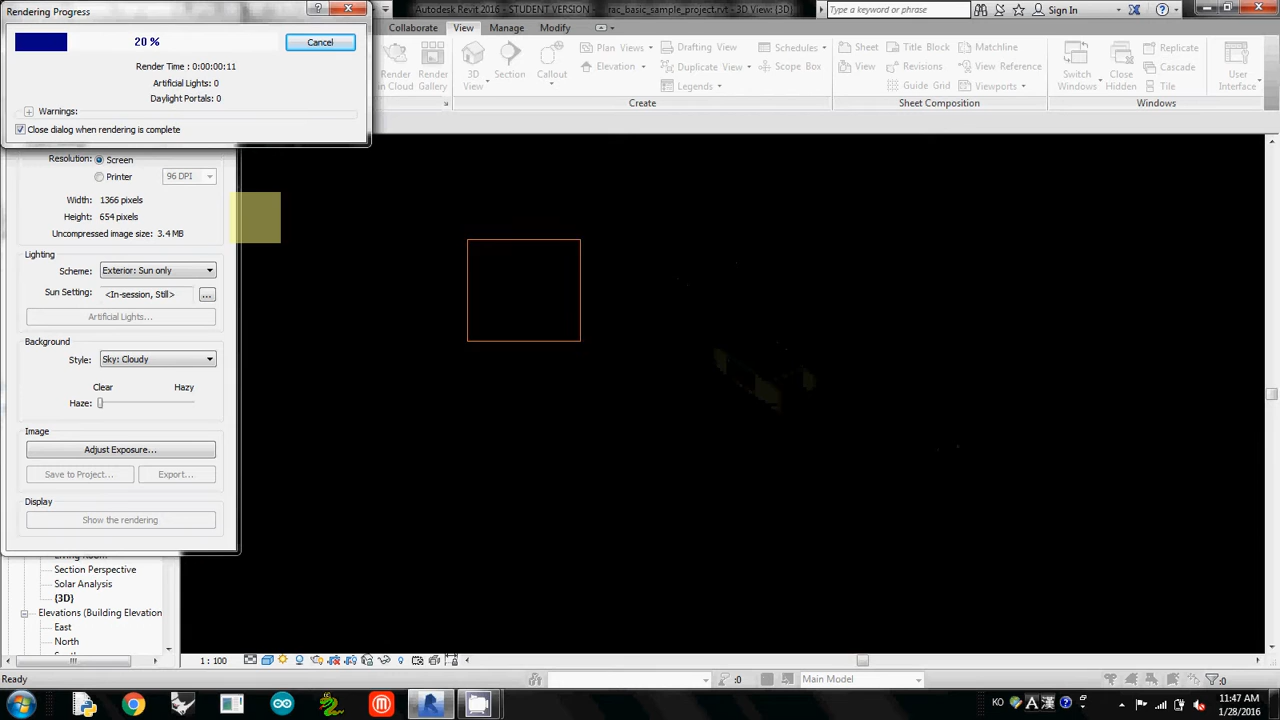 Rendering Progress
20 %
Cancel
Render Time : 0:00:00:11
Artificial Lights: 0
Daylight Portals: 0
Warnings:
Close dialog when rendering is complete
Autodesk Revit 2016 - STUDENT VERSION -
rac_basic_sample_project.rvt - 3D View: {3D}
Type a keyword or phrase
Sign In
Collaborate
View
Manage
Modify
Render
in Cloud
Render
Gallery
3D
View
Section
Callout
Plan Views
Elevation
Drafting View
Duplicate View
Legends
Schedules
Scope Box
Create
Sheet
View
Title Block
Revisions
Guide Grid
Matchline
View Reference
Viewports
Sheet Composition
Switch
Windows
Close
Hidden
Replicate
Cascade
Tile
Windows
User
Interface
Resolution:
Screen
Printer
96 DPI
Width: 1366 pixels
Height: 654 pixels
Uncompressed image size: 3.4 MB
Lighting
Scheme: Exterior: Sun only
Sun Setting: <In-session, Still> ...
Artificial Lights...
Background
Style: Sky: Cloudy
Clear Hazy
Haze:
Image
Adjust Exposure...
Save to Project... Export...
Display
Show the rendering
Section Perspective
Solar Analysis
{3D}
Elevations (Building Elevation
East
North
1 : 100
Ready
:0
Main Model
:0
KO
A 漢
11:47 AM
1/28/2016